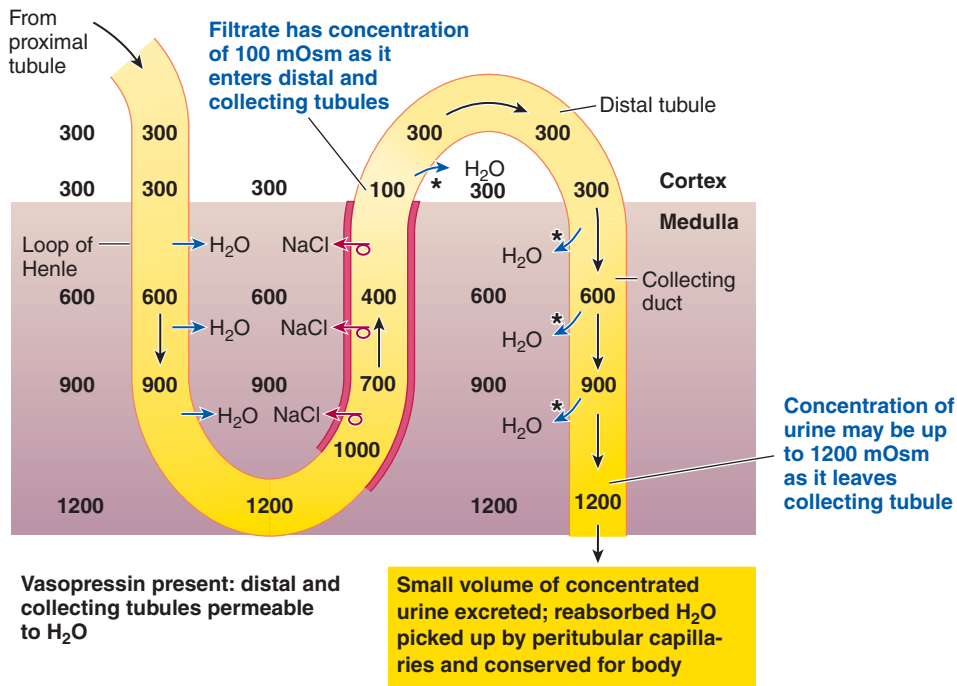 From
proximal
tubule
Filtrate has concentration
of 100 mOsm as it
enters distal and
collecting tubules
Distal tubule
300 300 300 300
H₂O
300 300 300 100 * 300 300
Cortex
Medulla
Loop of
Henle
H₂O NaCl
* H₂O
Collecting
duct
600 600 600 400 600 600
H₂O NaCl
* H₂O
900 900 900 700 900 900
H₂O NaCl
* H₂O
1000
1200 1200 1200 1200
Concentration of
urine may be up
to 1200 mOsm
as it leaves
collecting tubule
Vasopressin present: distal and
collecting tubules permeable
to H₂O
Small volume of concentrated
urine excreted; reabsorbed H₂O
picked up by peritubular capilla-
ries and conserved for body